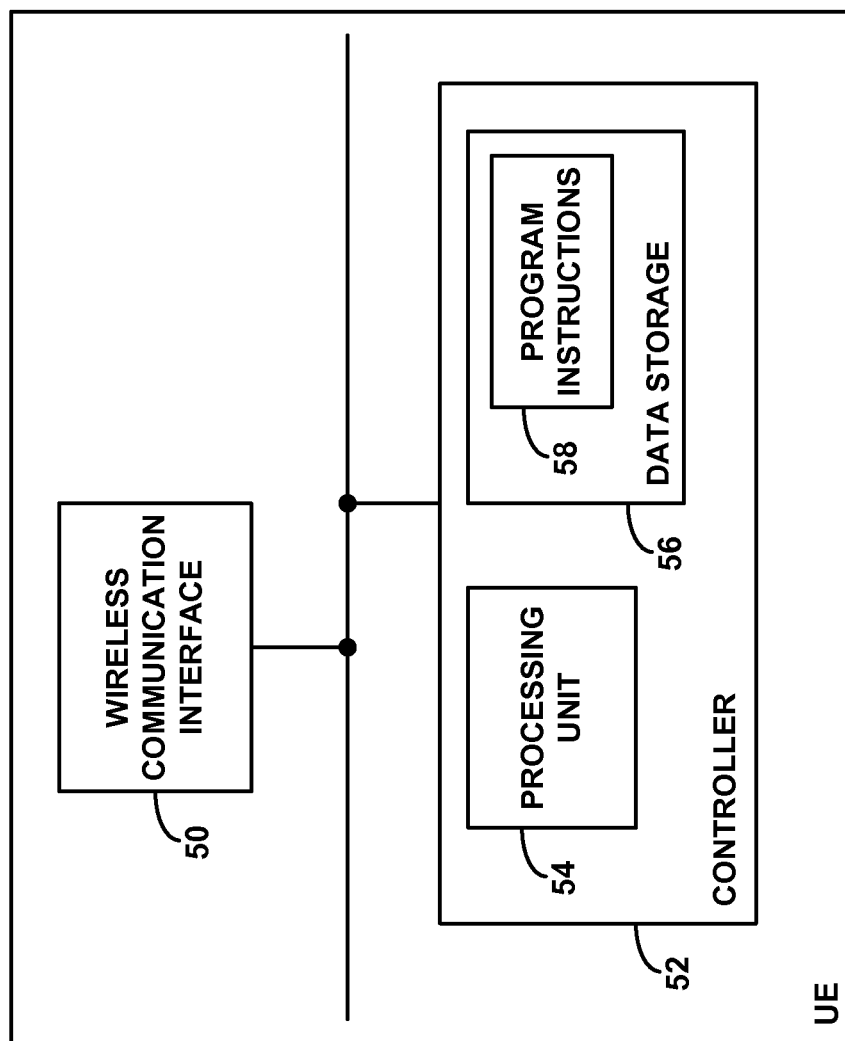 WIRELESS
COMMUNICATION
INTERFACE
50
PROCESSING
UNIT
54
PROGRAM
INSTRUCTIONS
58
DATA STORAGE
56
CONTROLLER
52
UE